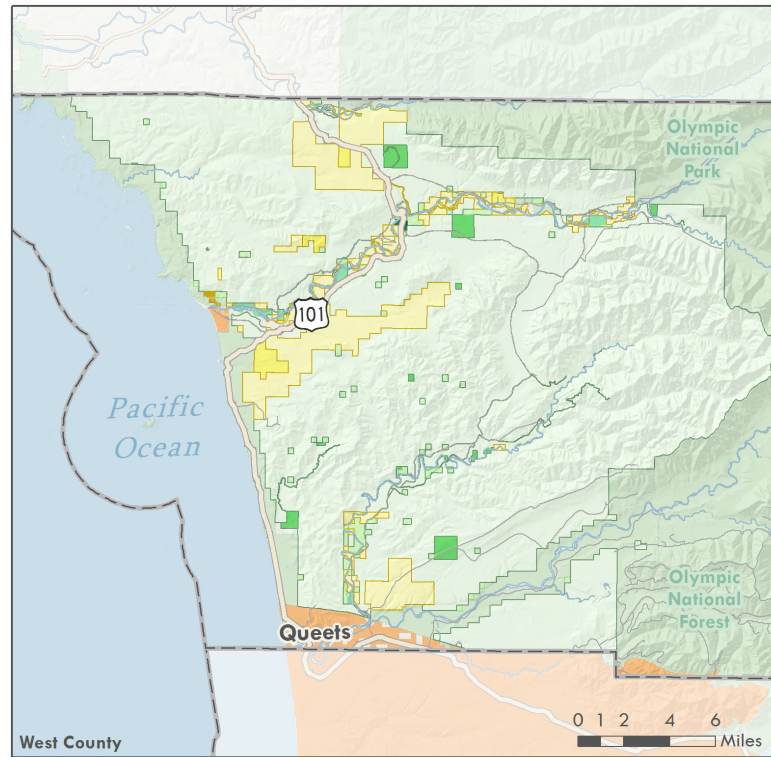 Olympic
National
Park
101
Pacific
Ocean
Olympic
National
Forest
Queets
West County
0 1 2 4 6
Miles